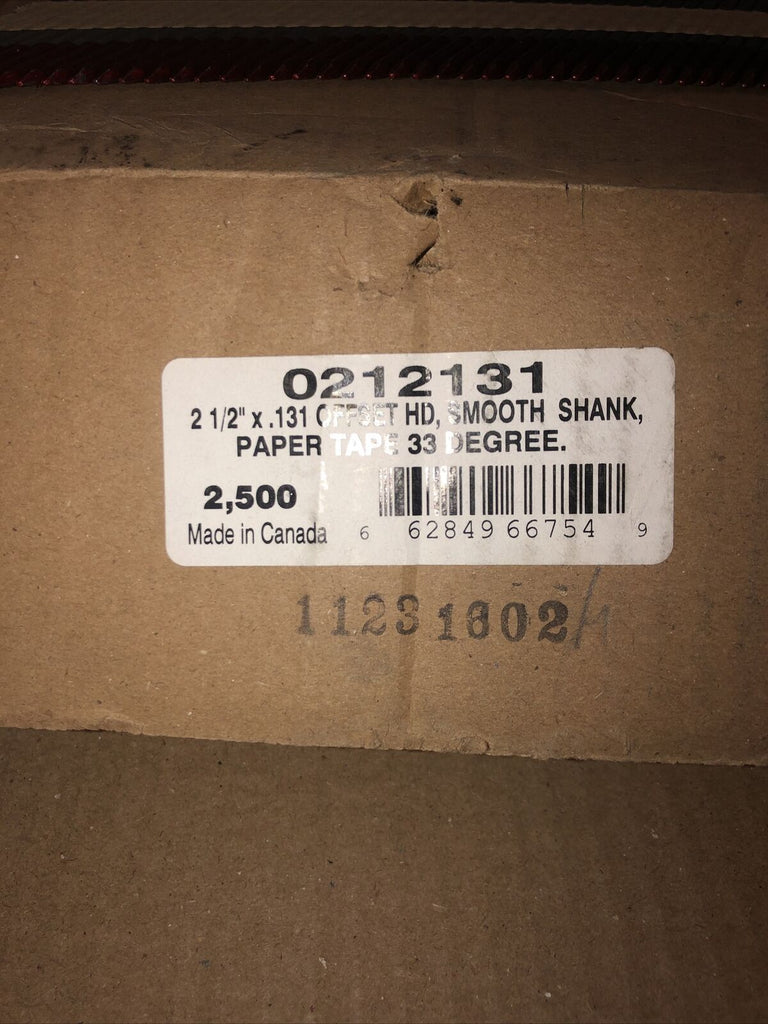 0212131
2 1/2" x .131 OFFSET HD, SMOOTH SHANK,
PAPER TAPE 33 DEGREE.
2,500
Made in Canada
6 62849 66754 9
11231602